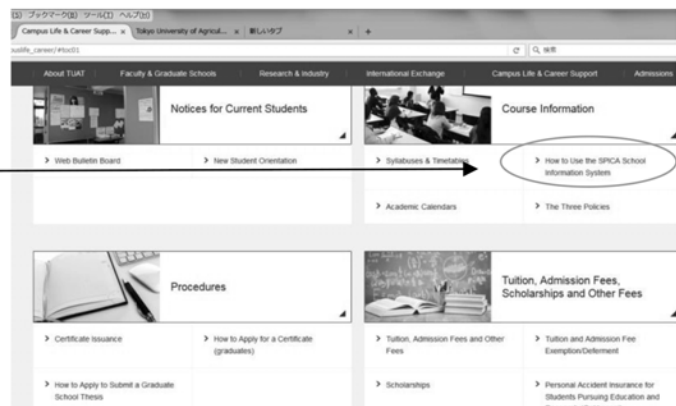 (S) ブックマーク(B) ツール(T) ヘルプ(H)
Campus Life & Career Supp... × Tokyo University of Agricul... × 新しいタブ × +
puslife_career/#toc01 検索
About TUAT Faculty & Graduate Schools Research & Industry International Exchange Campus Life & Career Support Admissions
Notices for Current Students
> Web Bulletin Board > New Student Orientation
Course Information
> Syllabuses & Timetables > How to Use the SPICA School
Information System
> Academic Calendars > The Three Policies
Procedures
> Certificate Issuance > How to Apply for a Certificate
(graduates)
> How to Apply to Submit a Graduate
School Thesis
Tuition, Admission Fees,
Scholarships and Other Fees
> Tuition, Admission Fees and Other
Fees
> Tuition and Admission Fee
Exemption/Deferment
> Scholarships > Personal Accident Insurance for
Students Pursuing Education and